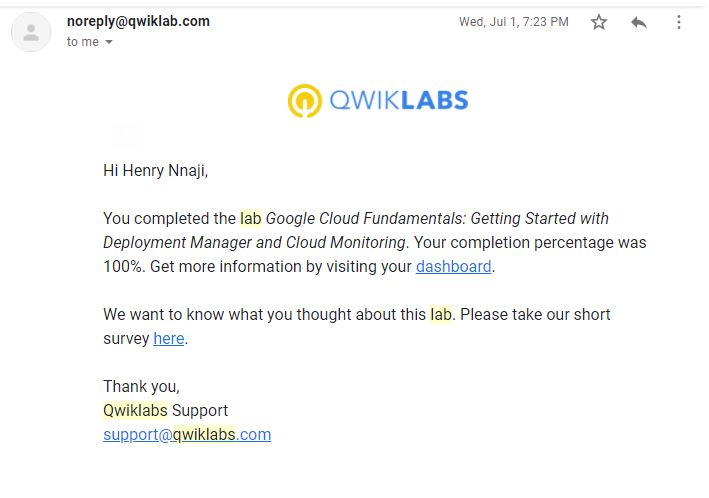 noreply@qwiklab.com
Wed, Jul 1, 7:23 PM
to me
QWIKLABS
Hi Henry Nnaji,
You completed the lab Google Cloud Fundamentals: Getting Started with
Deployment Manager and Cloud Monitoring. Your completion percentage was
100%. Get more information by visiting your dashboard.
We want to know what you thought about this lab. Please take our short
survey here.
Thank you,
Qwiklabs Support
support@qwiklabs.com